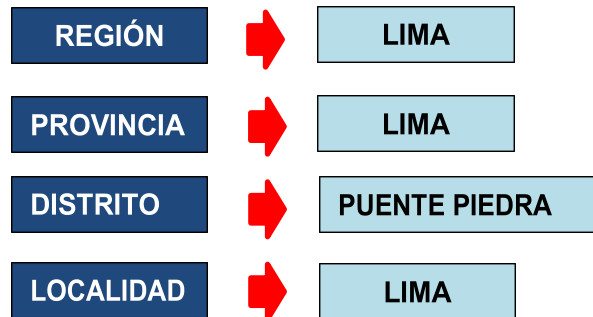 REGIÓN LIMA
PROVINCIA LIMA
DISTRITO PUENTE PIEDRA
LOCALIDAD LIMA